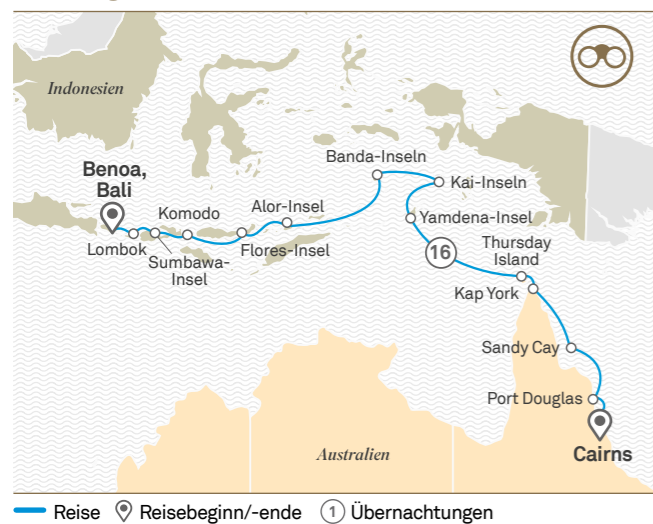 Indonesien
Benoa,
Bali
Lombok
Sumbawa-
Insel
Komodo
Flores-Insel
Alor-Insel
Banda-Inseln
Kai-Inseln
Yamdena-Insel
16
Thursday
Island
Kap York
Sandy Cay
Port Douglas
Cairns
Australien
Reise
Reisebeginn/-ende
1 Übernachtungen